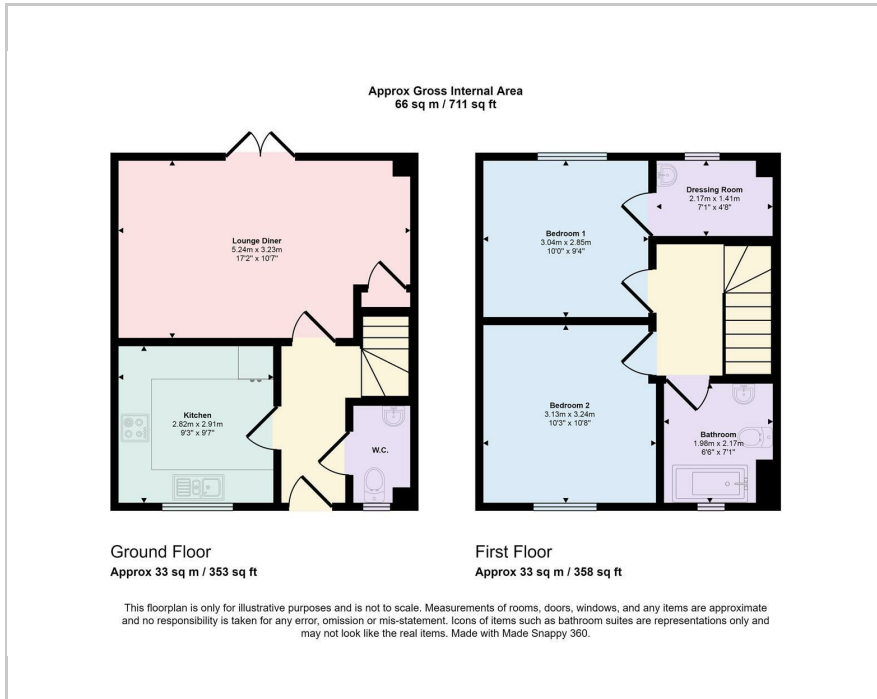 Approx Gross Internal Area
66 sq m / 711 sq ft
Lounge Diner
5.24m x 3.23m
17'2" x 10'7"
Kitchen
2.82m x 2.91m
9'3" x 9'7"
W.C.
Bedroom 1
3.04m x 2.85m
10'0" x 9'4"
Dressing Room
2.17m x 1.41m
7'1" x 4'8"
Bedroom 2
3.13m x 3.24m
10'3" x 10'8"
Bathroom
1.98m x 2.17m
6'6" x 7'1"
Ground Floor
Approx 33 sq m / 353 sq ft
First Floor
Approx 33 sq m / 358 sq ft
This floorplan is only for illustrative purposes and is not to scale. Measurements of rooms, doors, windows, and any items are approximate
and no responsibility is taken for any error, omission or mis-statement. Icons of items such as bathroom suites are representations only and
may not look like the real items. Made with Made Snappy 360.